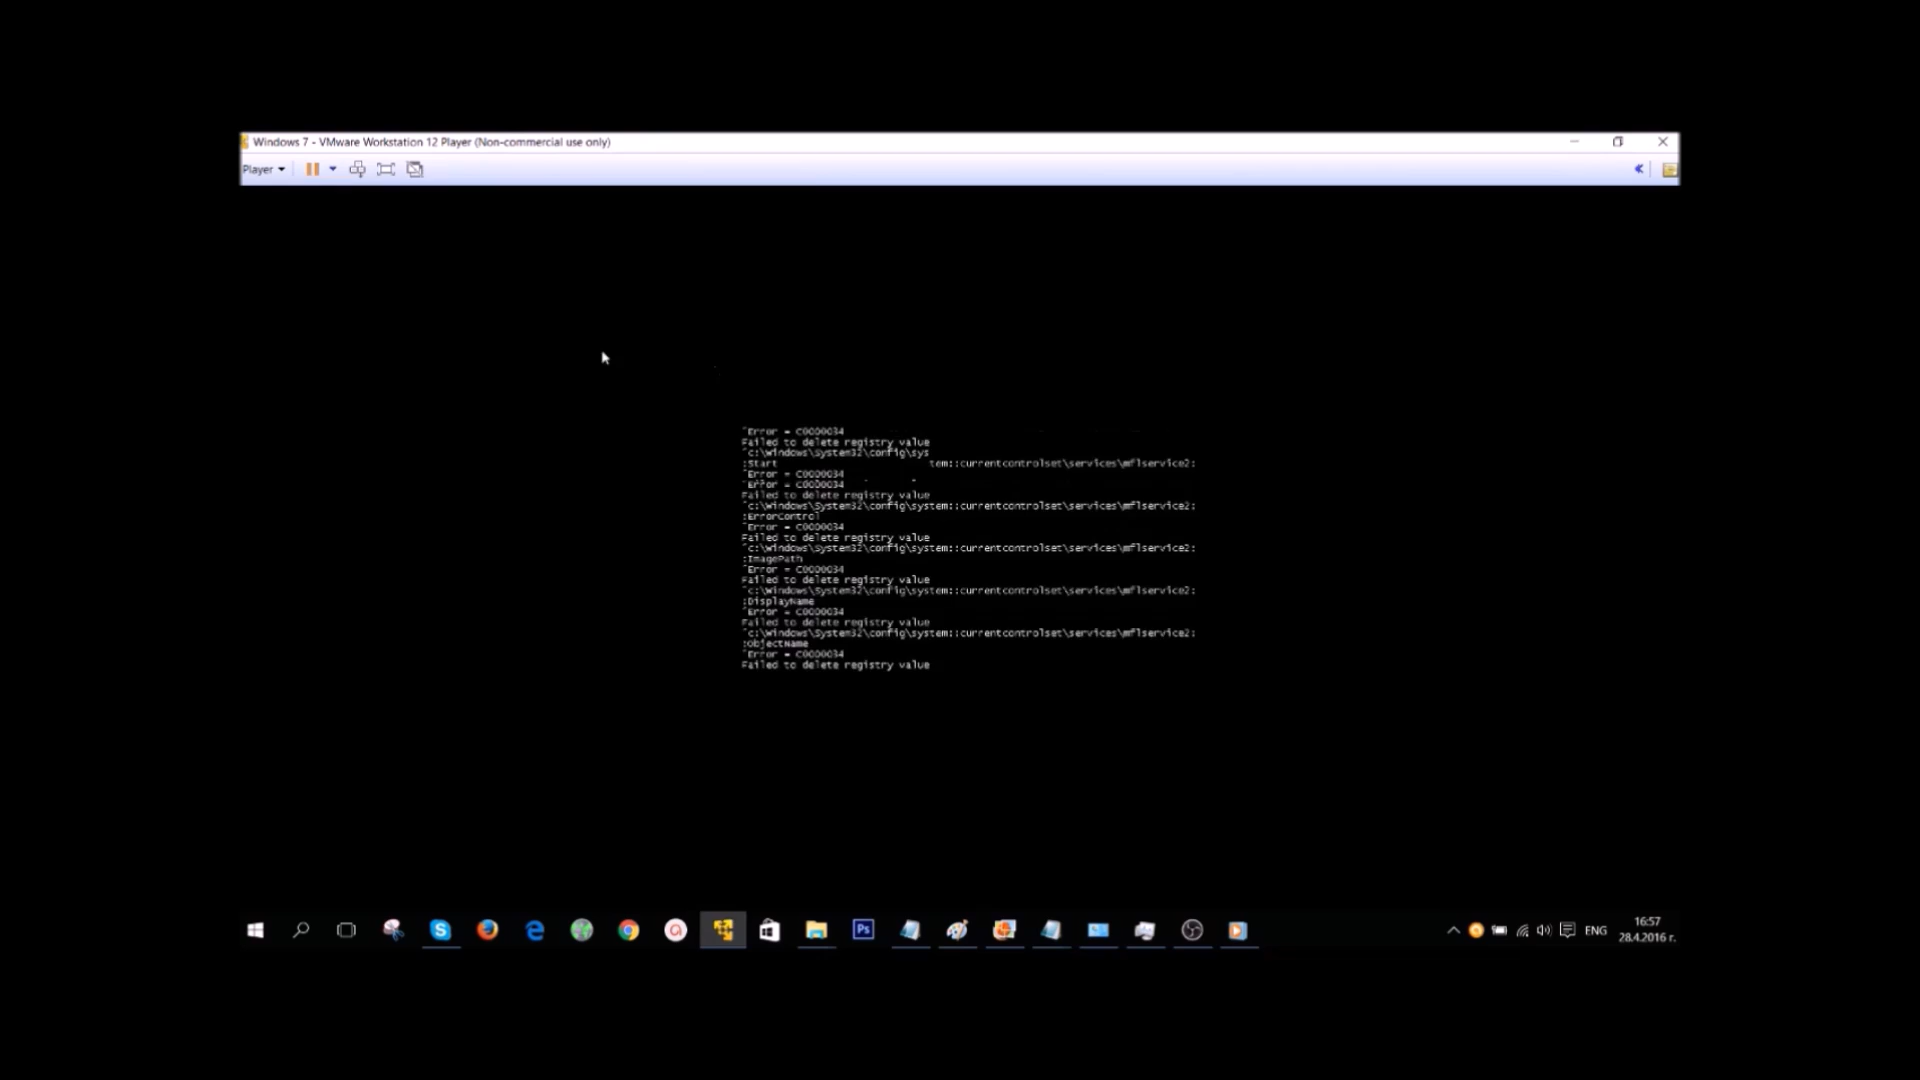 Windows 7 - VMware Workstation 12 Player (Non-commercial use only)
Player
Error = C0000034
Failed to delete registry value
c:\Windows\System32\config\sys
:Start tem::currentcontrolset\services\mflservice2:
Error = C0000034
Error = C0000034
Failed to delete registry value
c:\Windows\System32\config\system::currentcontrolset\services\mflservice2:
:ErrorControl
Error = C0000034
Failed to delete registry value
c:\Windows\System32\config\system::currentcontrolset\services\mflservice2:
:ImagePath
Error = C0000034
Failed to delete registry value
c:\Windows\System32\config\system::currentcontrolset\services\mflservice2:
:DisplayName
Error = C0000034
Failed to delete registry value
c:\Windows\System32\config\system::currentcontrolset\services\mflservice2:
:ObjectName
Error = C0000034
Failed to delete registry value
S
Ps
ENG
16:57
28.4.2016 г.